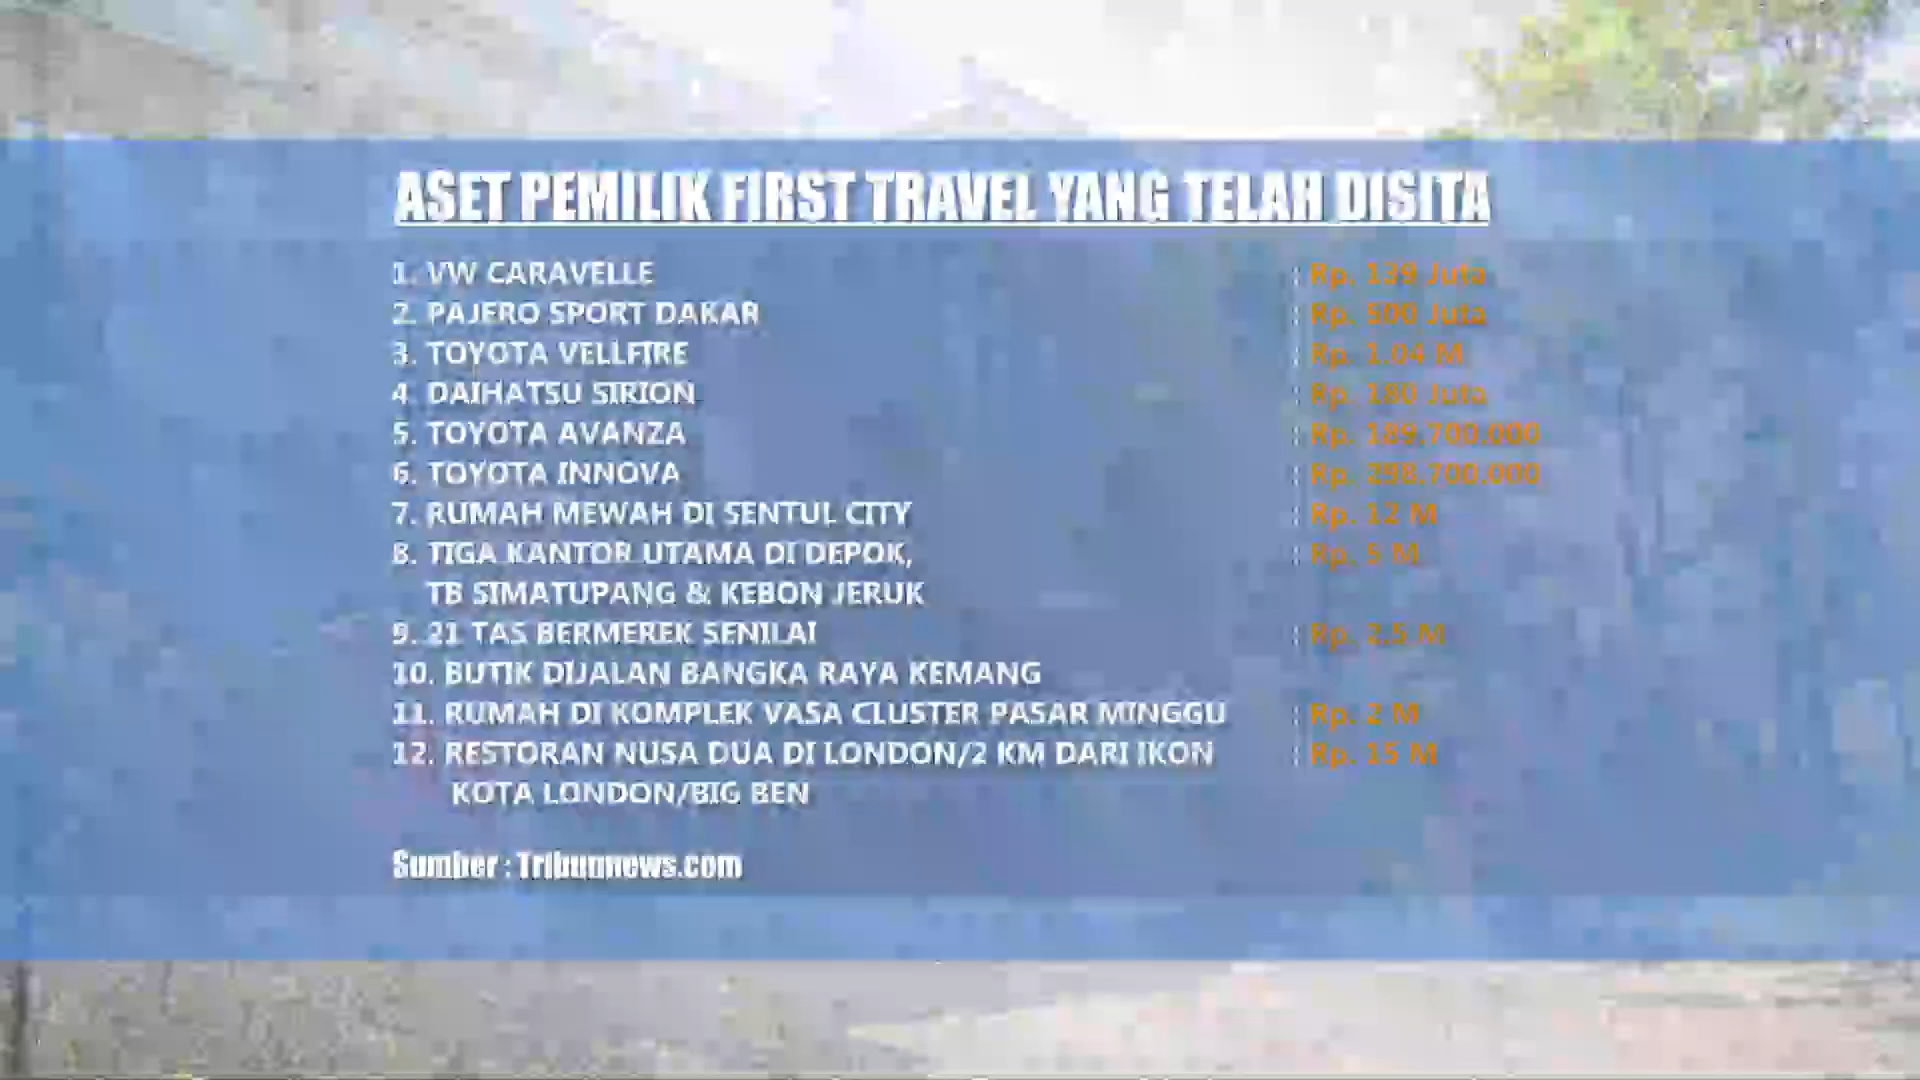 ASET PEMILIK FIRST TRAVEL YANG TELAH DISITA
1. VW CARAVELLE : Rp. 139 Juta
2. PAJERO SPORT DAKAR : Rp. 500 Juta
3. TOYOTA VELLFIRE : Rp. 1.04 M
4. DAIHATSU SIRION : Rp. 180 Juta
5. TOYOTA AVANZA : Rp. 189.700.000
6. TOYOTA INNOVA : Rp. 298.700.000
7. RUMAH MEWAH DI SENTUL CITY : Rp. 12 M
8. TIGA KANTOR UTAMA DI DEPOK, : Rp. 5 M
TB SIMATUPANG & KEBON JERUK
9. 21 TAS BERMEREK SENILAI : Rp. 2.5 M
10. BUTIK DIJALAN BANGKA RAYA KEMANG
11. RUMAH DI KOMPLEK VASA CLUSTER PASAR MINGGU : Rp. 2 M
12. RESTORAN NUSA DUA DI LONDON/2 KM DARI IKON : Rp. 15 M
KOTA LONDON/BIG BEN
Sumber : Tribunnews.com